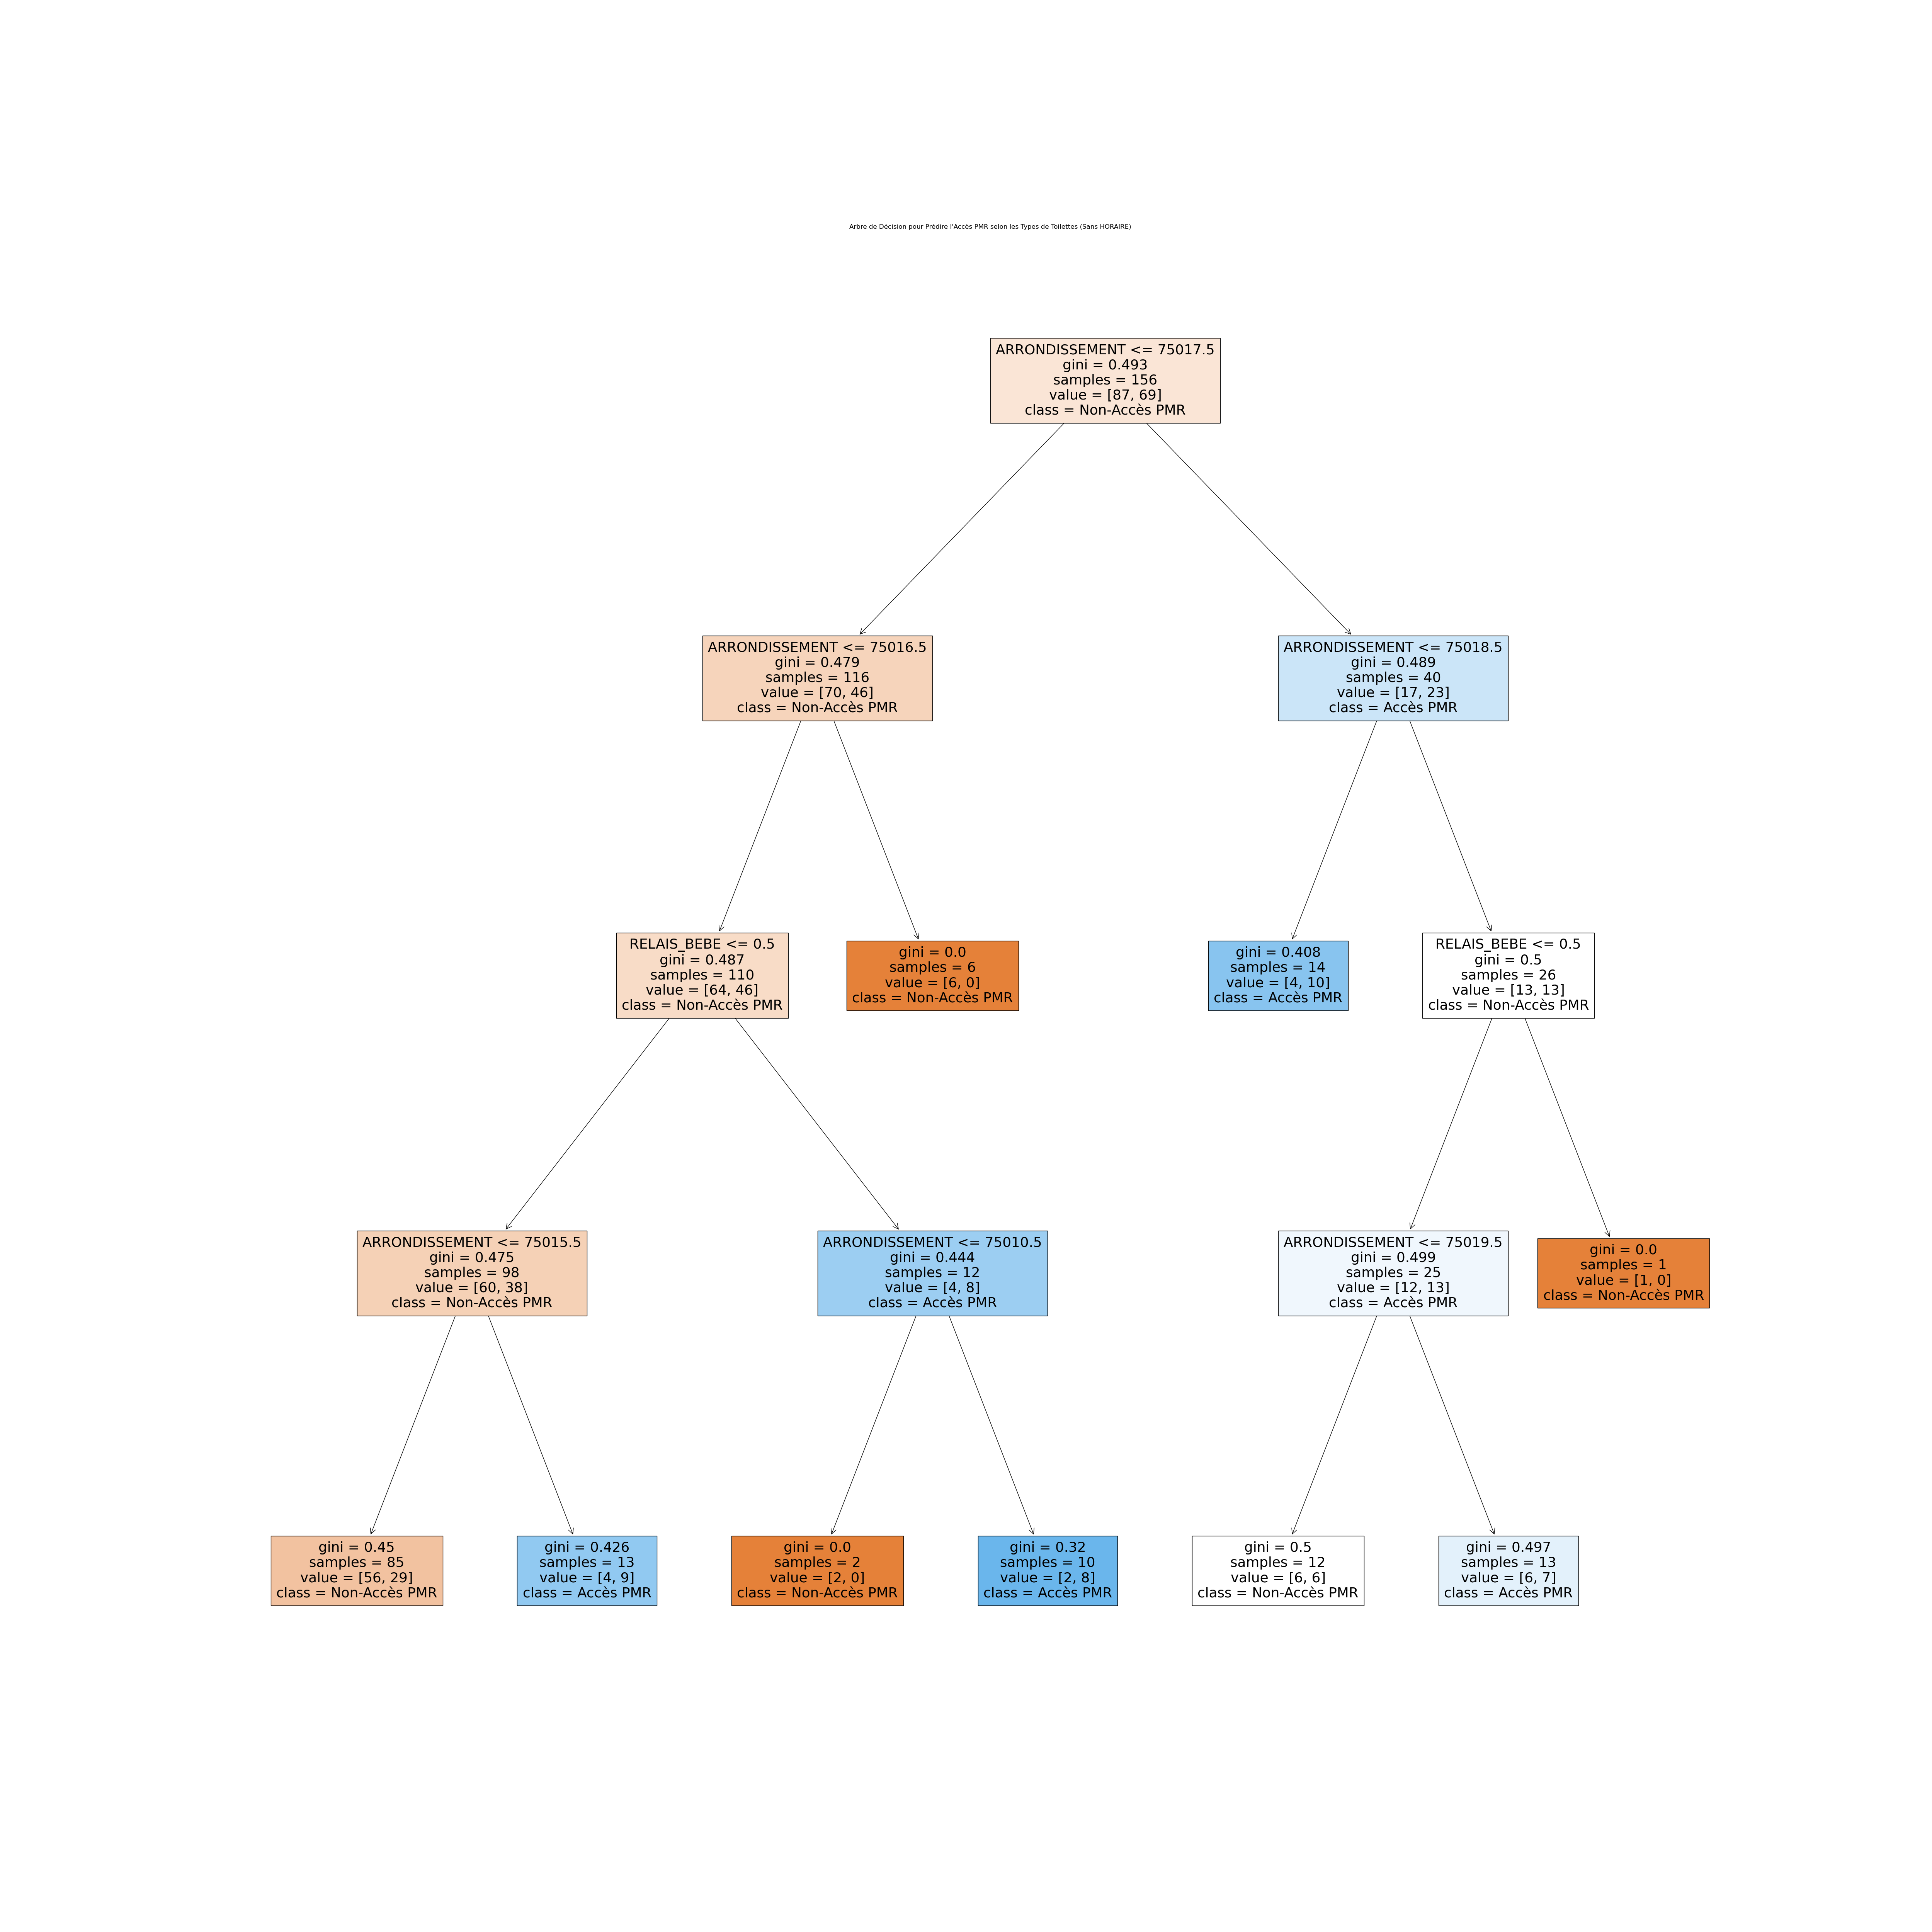 Arbre de Décision pour Prédire l'Accès PMR selon les Types de Toilettes (Sans HORAIRE)
ARRONDISSEMENT <= 75017.5
gini = 0.493
samples = 156
value = [87, 69]
class = Non-Accès PMR
ARRONDISSEMENT <= 75016.5
gini = 0.479
samples = 116
value = [70, 46]
class = Non-Accès PMR
ARRONDISSEMENT <= 75018.5
gini = 0.489
samples = 40
value = [17, 23]
class = Accès PMR
RELAIS_BEBE <= 0.5
gini = 0.487
samples = 110
value = [64, 46]
class = Non-Accès PMR
gini = 0.0
samples = 6
value = [6, 0]
class = Non-Accès PMR
gini = 0.408
samples = 14
value = [4, 10]
class = Accès PMR
RELAIS_BEBE <= 0.5
gini = 0.5
samples = 26
value = [13, 13]
class = Non-Accès PMR
ARRONDISSEMENT <= 75015.5
gini = 0.475
samples = 98
value = [60, 38]
class = Non-Accès PMR
ARRONDISSEMENT <= 75010.5
gini = 0.444
samples = 12
value = [4, 8]
class = Accès PMR
ARRONDISSEMENT <= 75019.5
gini = 0.499
samples = 25
value = [12, 13]
class = Accès PMR
gini = 0.0
samples = 1
value = [1, 0]
class = Non-Accès PMR
gini = 0.45
samples = 85
value = [56, 29]
class = Non-Accès PMR
gini = 0.426
samples = 13
value = [4, 9]
class = Accès PMR
gini = 0.0
samples = 2
value = [2, 0]
class = Non-Accès PMR
gini = 0.32
samples = 10
value = [2, 8]
class = Accès PMR
gini = 0.5
samples = 12
value = [6, 6]
class = Non-Accès PMR
gini = 0.497
samples = 13
value = [6, 7]
class = Accès PMR